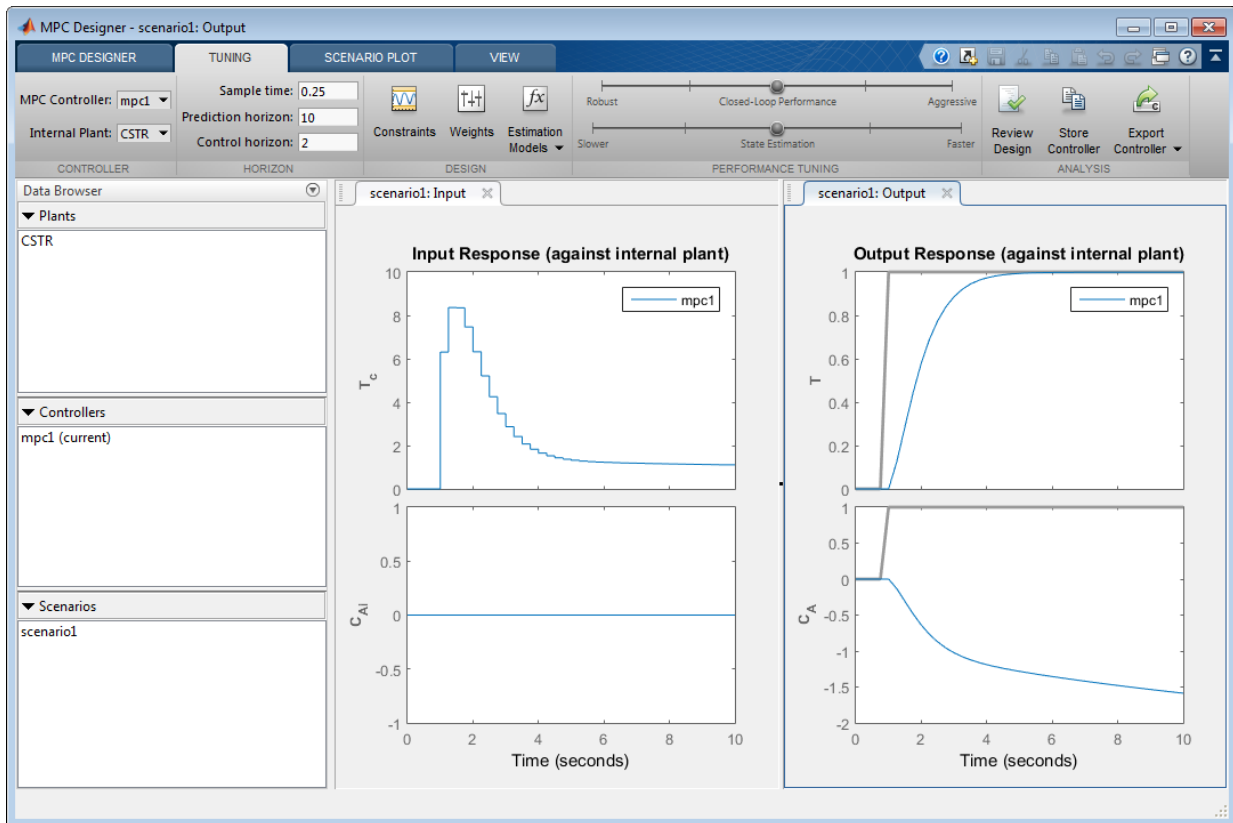 MPC Designer - scenario1: Output
MPC DESIGNER
TUNING
SCENARIO PLOT
VIEW
MPC Controller: mpc1
Internal Plant: CSTR
CONTROLLER
Sample time: 0.25
Prediction horizon: 10
Control horizon: 2
HORIZON
Constraints
Weights
Estimation
Models
DESIGN
Robust
Closed-Loop Performance
Aggressive
Slower
State Estimation
Faster
PERFORMANCE TUNING
Review
Design
Store
Controller
Export
Controller
ANALYSIS
Data Browser
Plants
CSTR
Controllers
mpc1 (current)
Scenarios
scenario1
scenario1: Input
Input Response (against internal plant)
mpc1
10
8
6
4
2
0
Tc
1
0.5
0
-0.5
-1
CAi
0 2 4 6 8 10
Time (seconds)
scenario1: Output
Output Response (against internal plant)
mpc1
1
0.8
0.6
0.4
0.2
0
T
1
0.5
0
-0.5
-1
-1.5
-2
CA
0 2 4 6 8 10
Time (seconds)